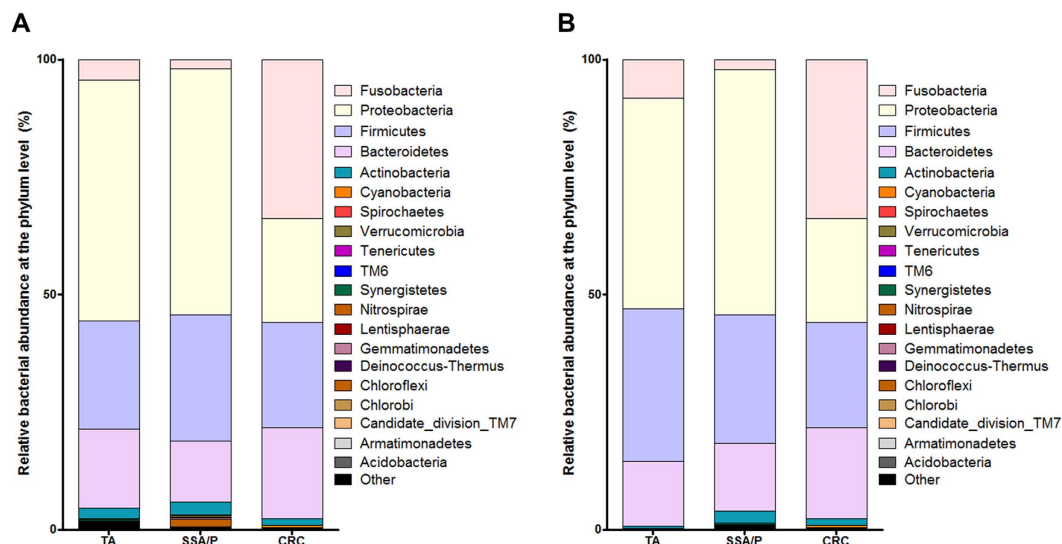 A
Relative bacterial abundance at the phylum level (%)
100
50
0
TA
SSA/P
CRC
Fusobacteria
Proteobacteria
Firmicutes
Bacteroidetes
Actinobacteria
Cyanobacteria
Spirochaetes
Verrucomicrobia
Tenericutes
TM6
Synergistetes
Nitrospirae
Lentisphaerae
Gemmatimonadetes
Deinococcus-Thermus
Chloroflexi
Chlorobi
Candidate_division_TM7
Armatimonadetes
Acidobacteria
Other
B
Relative bacterial abundance at the phylum level (%)
100
50
0
TA
SSA/P
CRC
Fusobacteria
Proteobacteria
Firmicutes
Bacteroidetes
Actinobacteria
Cyanobacteria
Spirochaetes
Verrucomicrobia
Tenericutes
TM6
Synergistetes
Nitrospirae
Lentisphaerae
Gemmatimonadetes
Deinococcus-Thermus
Chloroflexi
Chlorobi
Candidate_division_TM7
Armatimonadetes
Acidobacteria
Other